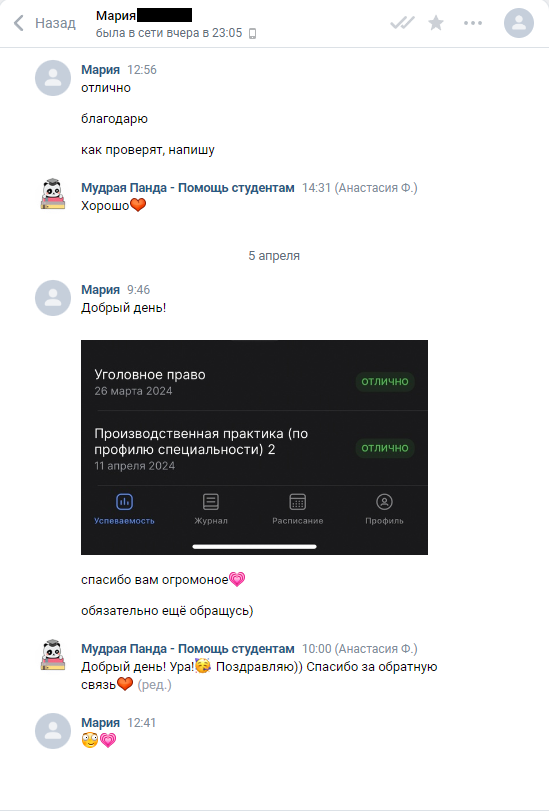 Назад
Мария
была в сети вчера в 23:05
Мария 12:56
отлично
благодарю
как проверят, напишу
Мудрая Панда - Помощь студентам 14:31 (Анастасия Ф.)
Хорошо❤️
5 апреля
Мария 9:46
Добрый день!
Уголовное право
26 марта 2024
ОТЛИЧНО
Производственная практика (по
профилю специальности) 2
11 апреля 2024
ОТЛИЧНО
Успеваемость Журнал Расписание Профиль
спасибо вам огромоное💗
обязательно ещё обращусь)
Мудрая Панда - Помощь студентам 10:00 (Анастасия Ф.)
Добрый день! Ура!🥳 Поздравляю)) Спасибо за обратную
связь❤️ (ред.)
Мария 12:41
😳💗